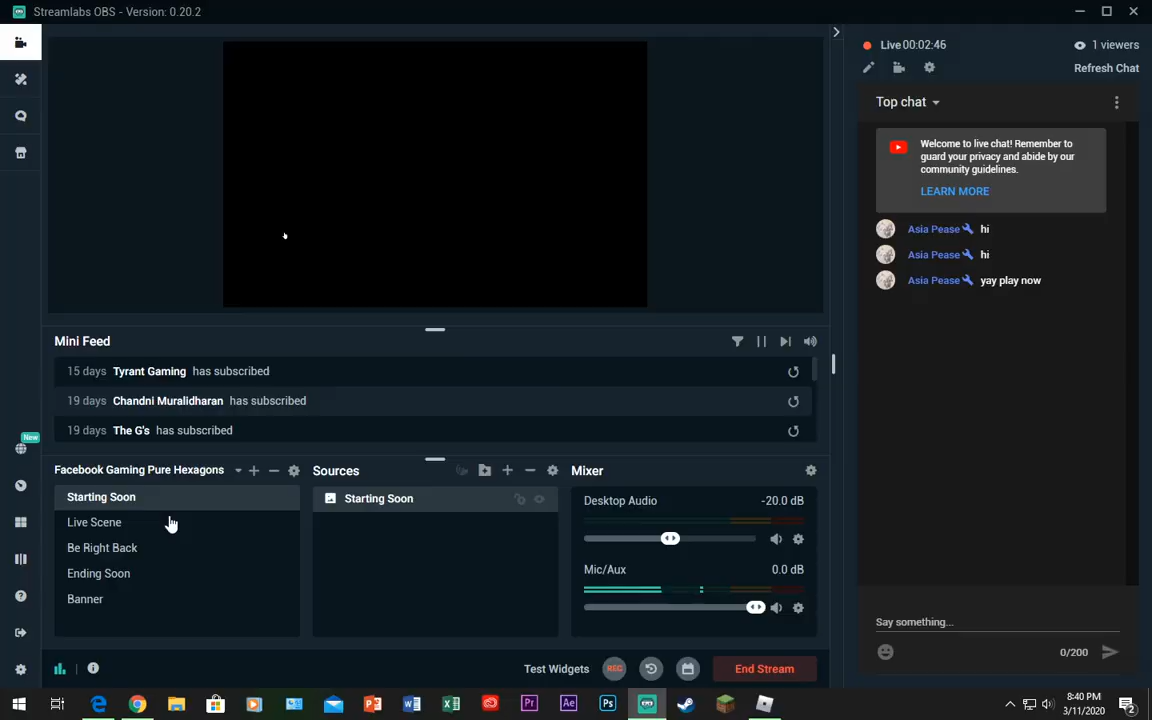 Streamlabs OBS - Version: 0.20.2
Live 00:02:46
1 viewers
Refresh Chat
Top chat
Welcome to live chat! Remember to
guard your privacy and abide by our
community guidelines.
LEARN MORE
Asia Pease hi
Asia Pease hi
Asia Pease yay play now
Mini Feed
15 days Tyrant Gaming has subscribed
19 days Chandni Muralidharan has subscribed
19 days The G's has subscribed
New
Facebook Gaming Pure Hexagons
Starting Soon
Live Scene
Be Right Back
Ending Soon
Banner
Sources
Starting Soon
Mixer
Desktop Audio -20.0 dB
Mic/Aux 0.0 dB
Say something...
0/200
Test Widgets REC End Stream
Pr Ae Ps
8:40 PM
3/11/2020
2